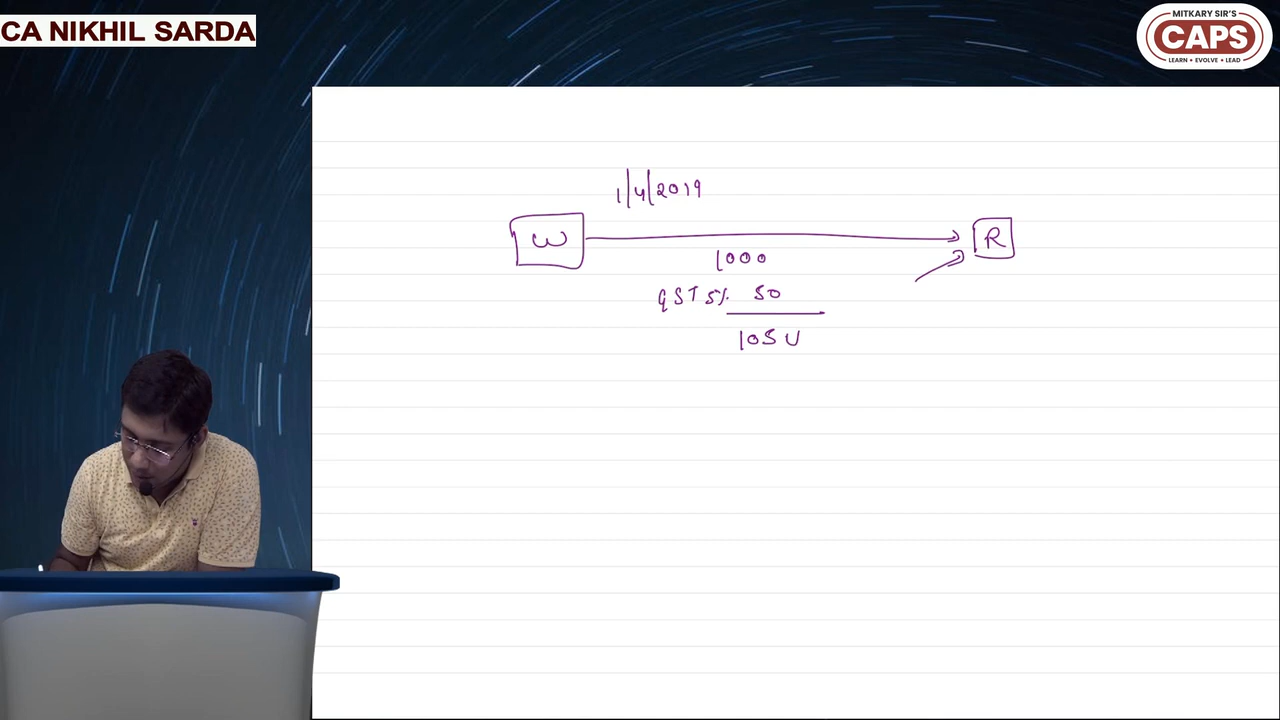 CA NIKHIL SARDA
MITKARY SIR'S
CAPS
LEARN • EVOLVE • LEAD
1/4/2019
W
R
1000
GST 5% 50
1050